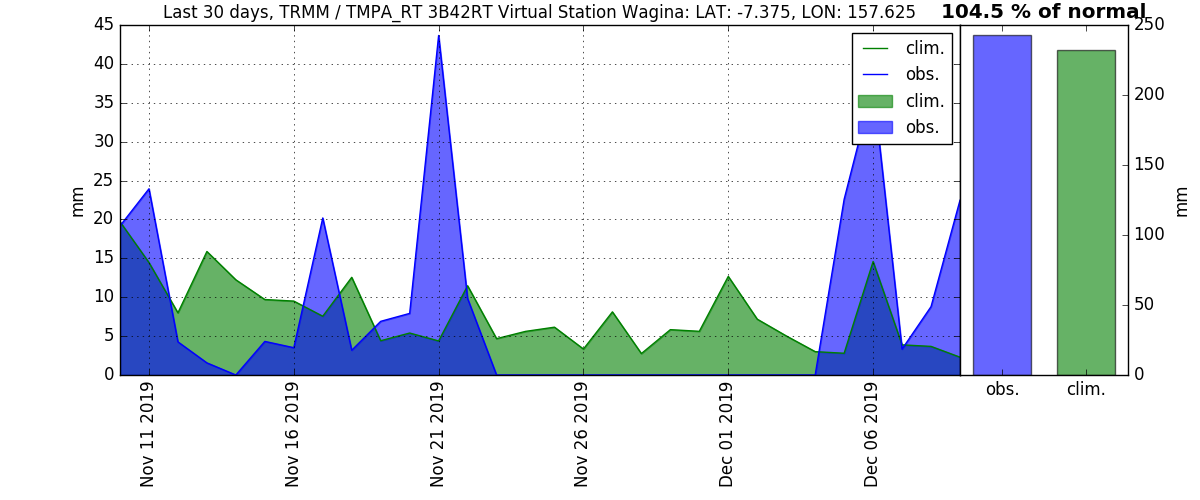 Last 30 days, TRMM / TMPA_RT 3B42RT Virtual Station Wagina: LAT: -7.375, LON: 157.625
104.5 % of normal
45
40
35
30
25
20
15
10
5
0
mm
clim.
obs.
clim.
obs.
250
200
150
100
50
0
mm
obs.
clim.
Nov 11 2019
Nov 16 2019
Nov 21 2019
Nov 26 2019
Dec 01 2019
Dec 06 2019